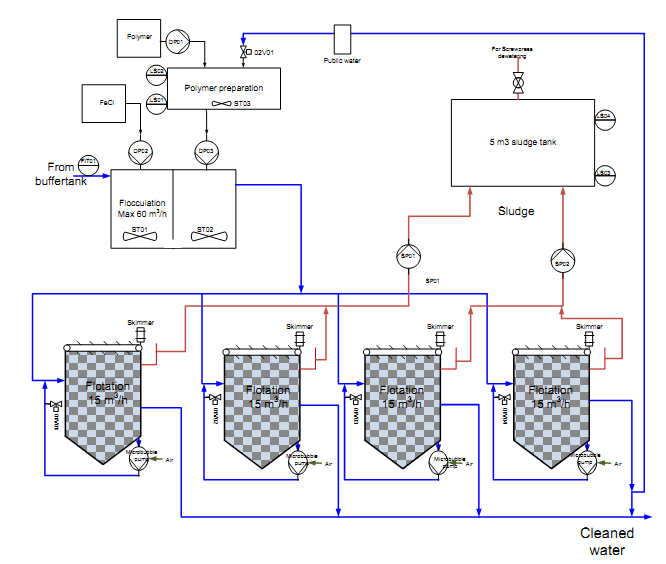 Polymer
DP01
02V01
Public water
For Screwpress
dewatering
LS02
Polymer preparation
LS01
ST03
FeCl
LS04
5 m3 sludge tank
DP02
DP03
FIT01
From
buffertank
LS03
Flocculation
Max 60 m³/h
ST01
ST02
Sludge
SP01
SP02
SP01
Skimmer
Skimmer
Skimmer
Skimmer
Flotation
15 m³/h
Flotation
15 m³/h
Flotation
15 m³/h
Flotation
15 m³/h
Microbubble
pump
Air
Microbubble
pump
Air
Microbubble
pump
Air
Microbubble
pump
Air
Cleaned
water